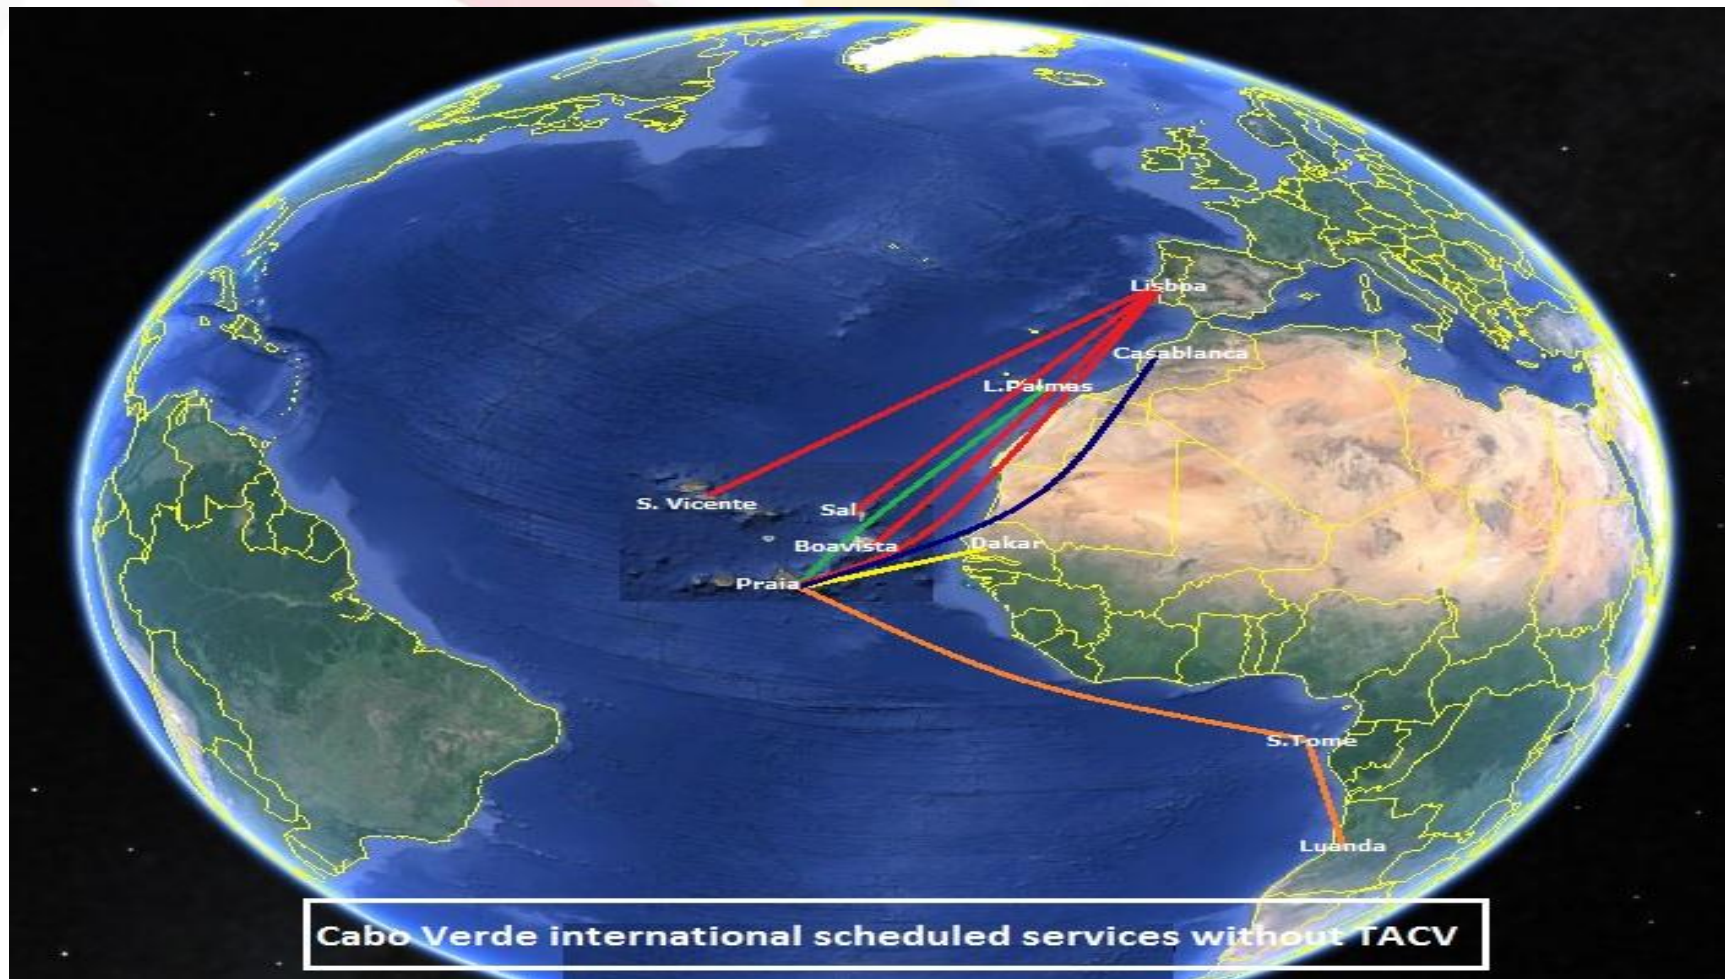 Lisboa
Casablanca
L.Palmas
S. Vicente
Sal
Boavista
Dakar
Praia
S.Tome
Luanda
Cabo Verde international scheduled services without TACV